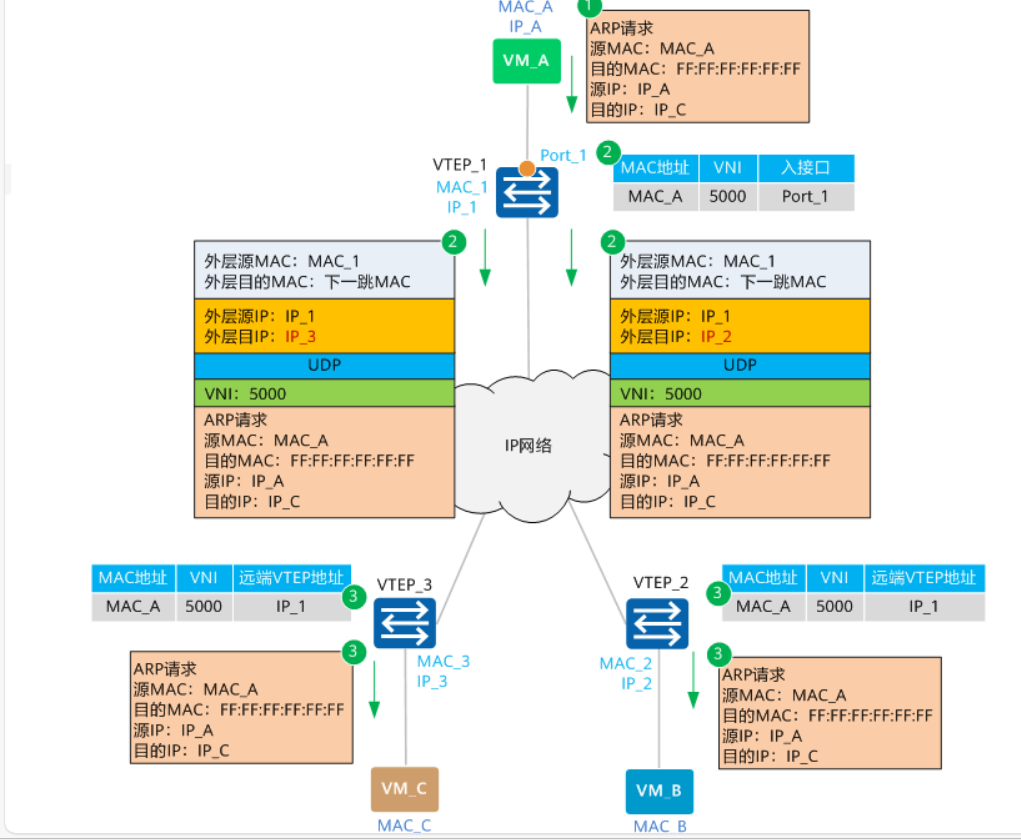 MAC_A
IP_A
VM_A
1
ARP请求
源MAC：MAC_A
目的MAC：FF:FF:FF:FF:FF:FF
源IP：IP_A
目的IP：IP_C
VTEP_1
MAC_1
IP_1
Port_1
2
MAC地址 VNI 入接口
MAC_A 5000 Port_1
2
外层源MAC：MAC_1
外层目的MAC：下一跳MAC
外层源IP：IP_1
外层目IP：IP_3
UDP
VNI：5000
ARP请求
源MAC：MAC_A
目的MAC：FF:FF:FF:FF:FF:FF
源IP：IP_A
目的IP：IP_C
2
外层源MAC：MAC_1
外层目的MAC：下一跳MAC
外层源IP：IP_1
外层目IP：IP_2
UDP
VNI：5000
ARP请求
源MAC：MAC_A
目的MAC：FF:FF:FF:FF:FF:FF
源IP：IP_A
目的IP：IP_C
IP网络
MAC地址 VNI 远端VTEP地址
MAC_A 5000 IP_1
3
VTEP_3
MAC_3
IP_3
3
ARP请求
源MAC：MAC_A
目的MAC：FF:FF:FF:FF:FF:FF
源IP：IP_A
目的IP：IP_C
VM_C
MAC_C
VTEP_2
MAC_2
IP_2
3
MAC地址 VNI 远端VTEP地址
MAC_A 5000 IP_1
3
ARP请求
源MAC：MAC_A
目的MAC：FF:FF:FF:FF:FF:FF
源IP：IP_A
目的IP：IP_C
VM_B
MAC_B